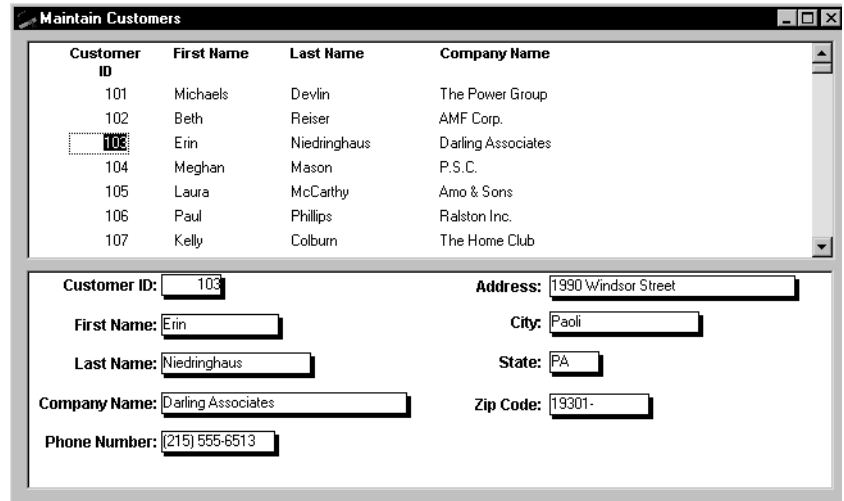 Maintain Customers
Customer ID First Name Last Name Company Name
101 Michaels Devlin The Power Group
102 Beth Reiser AMF Corp.
103 Erin Niedringhaus Darling Associates
104 Meghan Mason P.S.C.
105 Laura McCarthy Amo & Sons
106 Paul Phillips Ralston Inc.
107 Kelly Colburn The Home Club
Customer ID: 103 Address: 1990 Windsor Street
First Name: Erin City: Paoli
Last Name: Niedringhaus State: PA
Company Name: Darling Associates Zip Code: 19301-
Phone Number: (215) 555-6513